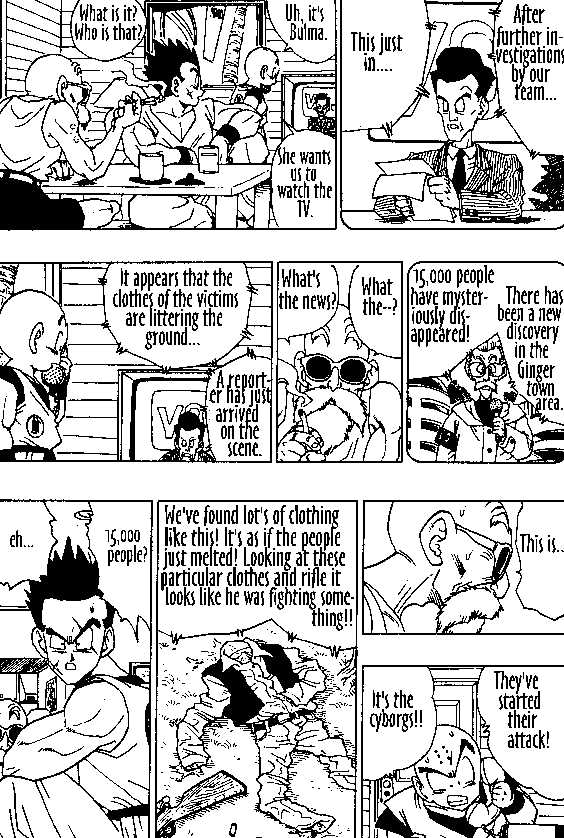 After
further in-
vestigations
by our
team...
This just
in....
Uh, it's
Bulma.
What is it?
Who is that?
She wants
us to
watch the
TV.
There has
been a new
discovery
in the
Ginger
town
area.
15,000 people
have myster-
iously dis-
appeared!
What
the--?
What's
the news?
It appears that the
clothes of the victims
are littering the
ground...
A report-
er has just
arrived
on the
scene.
This is..
They've
started
their
attack!
It's the
cyborgs!!
We've found lot's of clothing
like this! It's as if the people
just melted! Looking at these
particular clothes and rifle it
looks like he was fighting some-
thing!!
15,000
people?
eh...